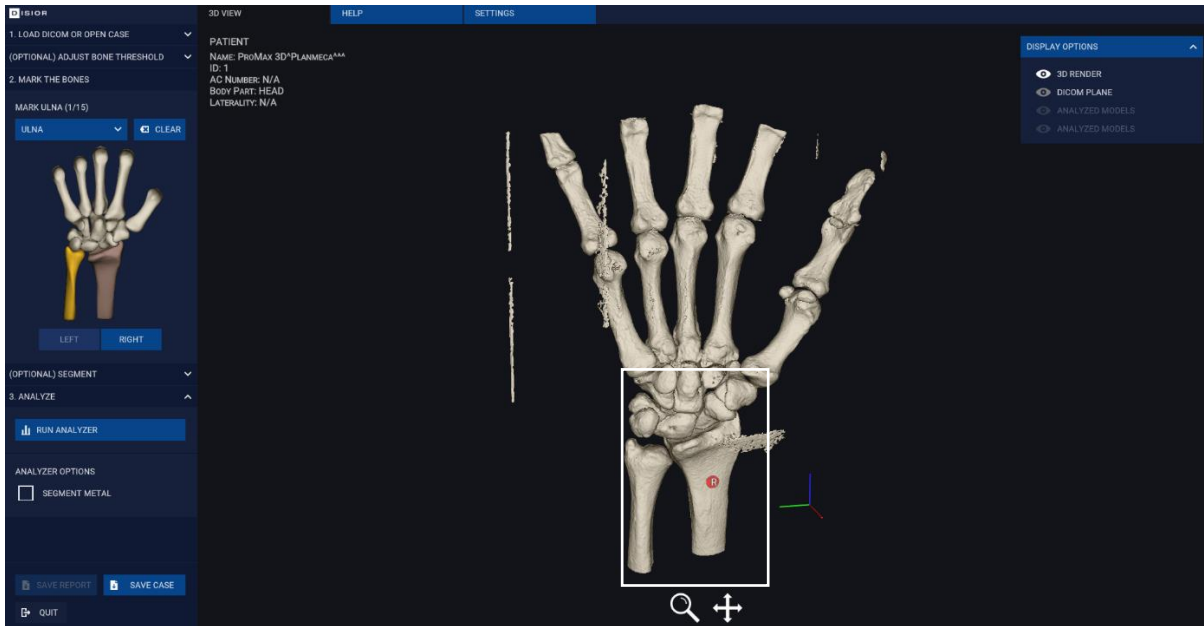 DISIOR
3D VIEW
HELP
SETTINGS
1. LOAD DICOM OR OPEN CASE
(OPTIONAL) ADJUST BONE THRESHOLD
2. MARK THE BONES
MARK ULNA (1/15)
ULNA
CLEAR
LEFT
RIGHT
(OPTIONAL) SEGMENT
3. ANALYZE
RUN ANALYZER
ANALYZER OPTIONS
SEGMENT METAL
SAVE REPORT
SAVE CASE
QUIT
PATIENT
NAME: PROMAX 3D^PLANMECA^^^
ID: 1
AC NUMBER: N/A
BODY PART: HEAD
LATERALITY: N/A
R
DISPLAY OPTIONS
3D RENDER
DICOM PLANE
ANALYZED MODELS
ANALYZED MODELS